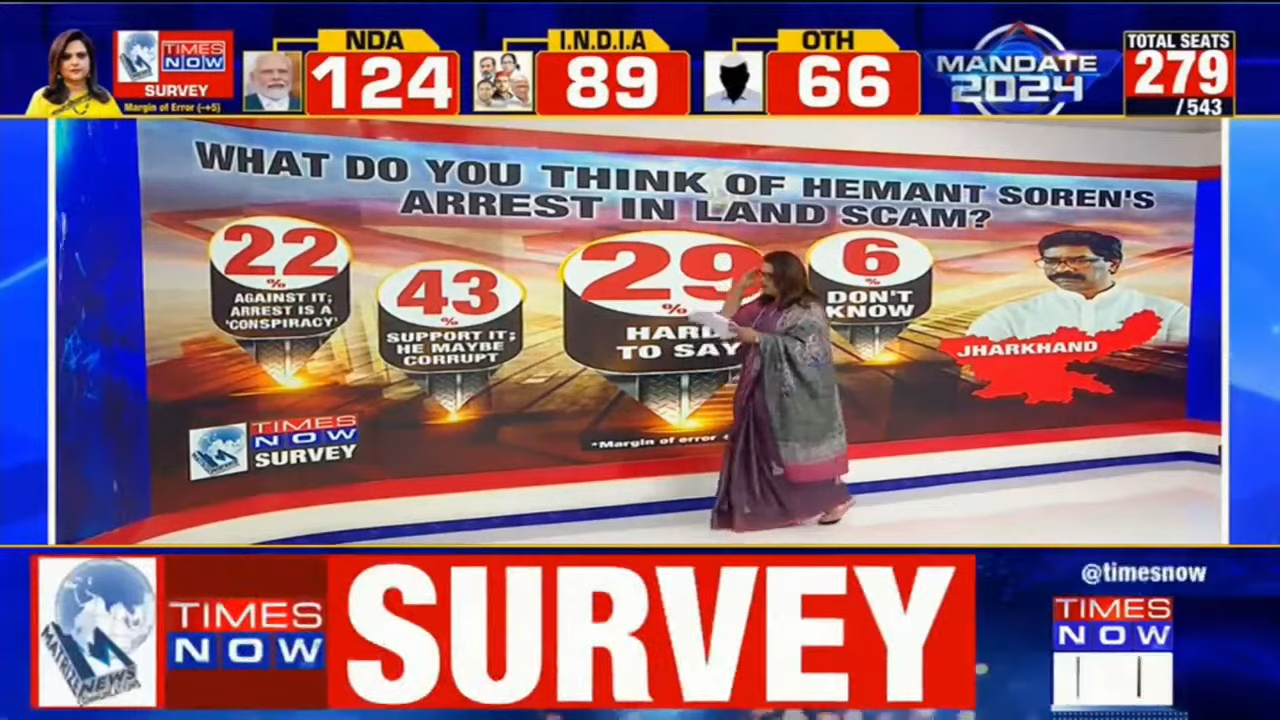 NDA
I.N.D.I.A
OTH
TIMES
NOW
SURVEY
Margin of Error (-+5)
124
89
66
MANDATE
2024
TOTAL SEATS
279
/543
WHAT DO YOU THINK OF HEMANT SOREN'S
ARREST IN LAND SCAM?
22
%
AGAINST IT;
ARREST IS A
'CONSPIRACY'
43
%
SUPPORT IT;
HE MAYBE
CORRUPT
29
%
HARD
TO SAY
6
%
DON'T
KNOW
JHARKHAND
TIMES
NOW
SURVEY
*Margin of error
MATRIZE
NEWS
TIMES
NOW
SURVEY
@timesnow
TIMES
NOW